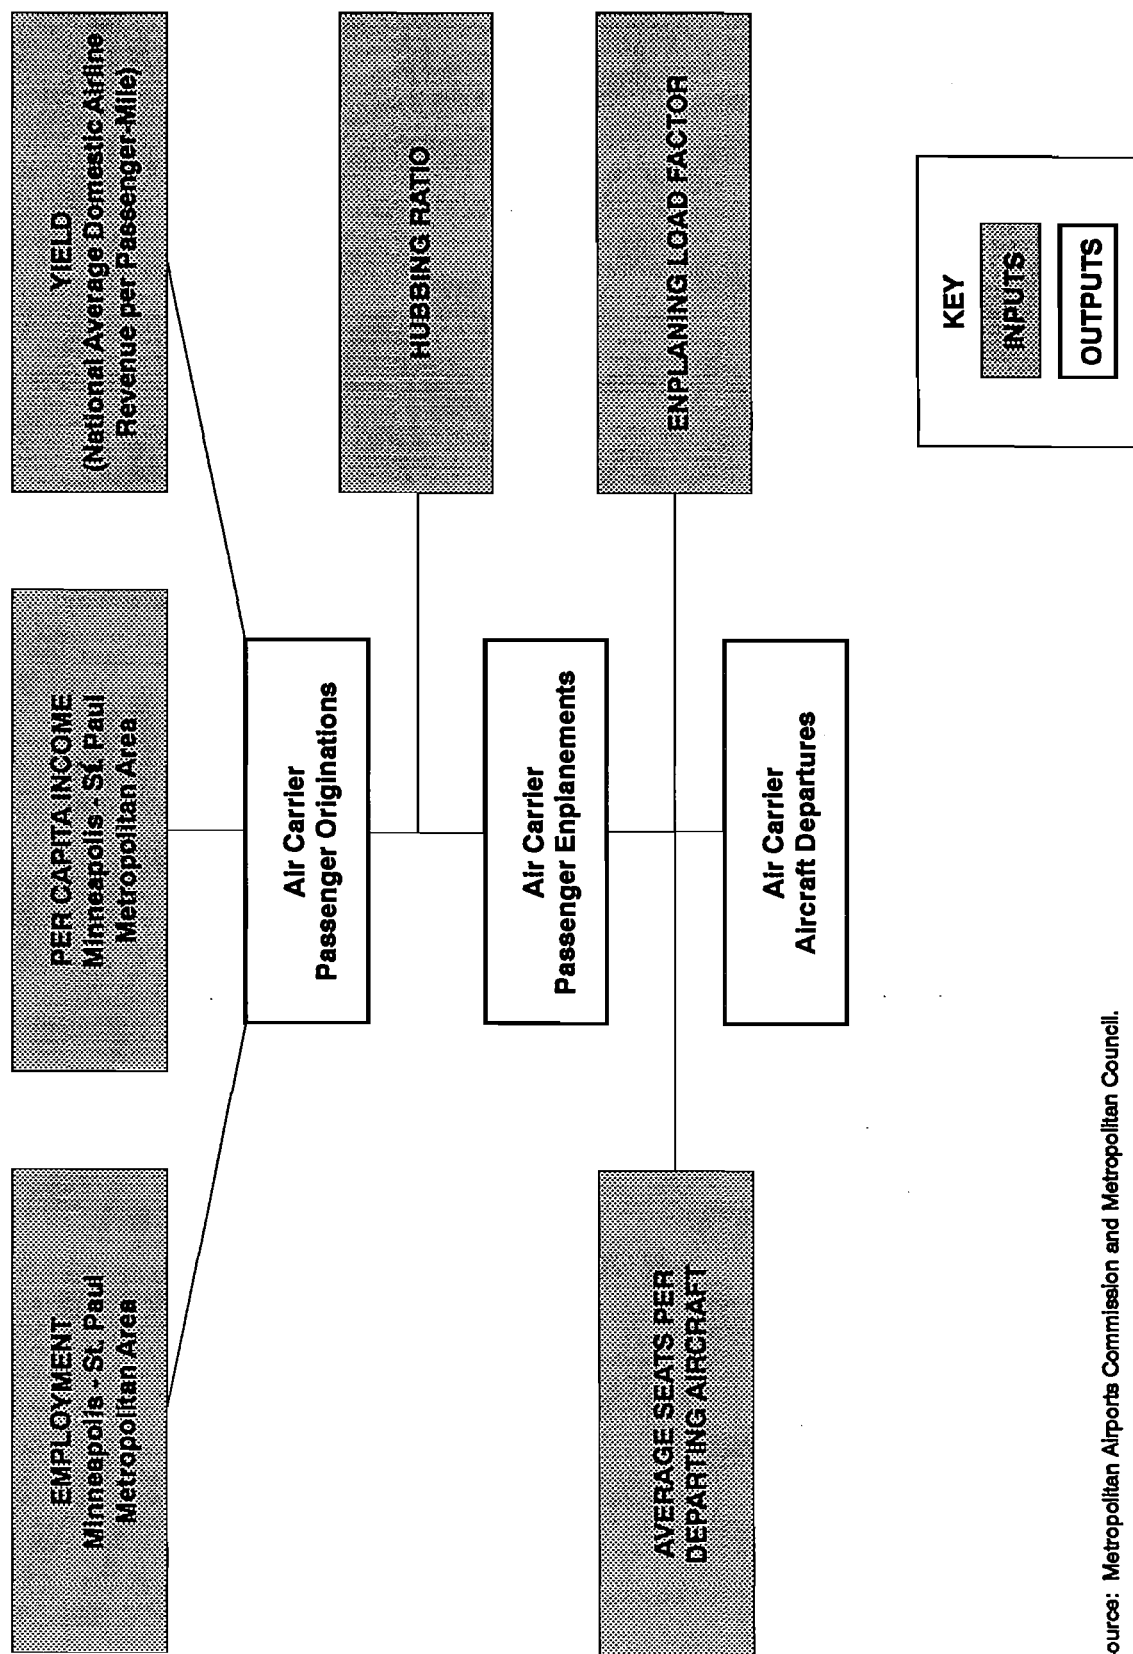 EMPLOYMENT
Minneapolis - St. Paul
Metropolitan Area
PER CAPITA INCOME
Minneapolis - St. Paul
Metropolitan Area
YIELD
(National Average Domestic Airline
Revenue per Passenger-Mile)
Air Carrier
Passenger Originations
HUBBING RATIO
Air Carrier
Passenger Enplanements
AVERAGE SEATS PER
DEPARTING AIRCRAFT
ENPLANING LOAD FACTOR
Air Carrier
Aircraft Departures
KEY
INPUTS
OUTPUTS
ource: Metropolitan Airports Commission and Metropolitan Council.